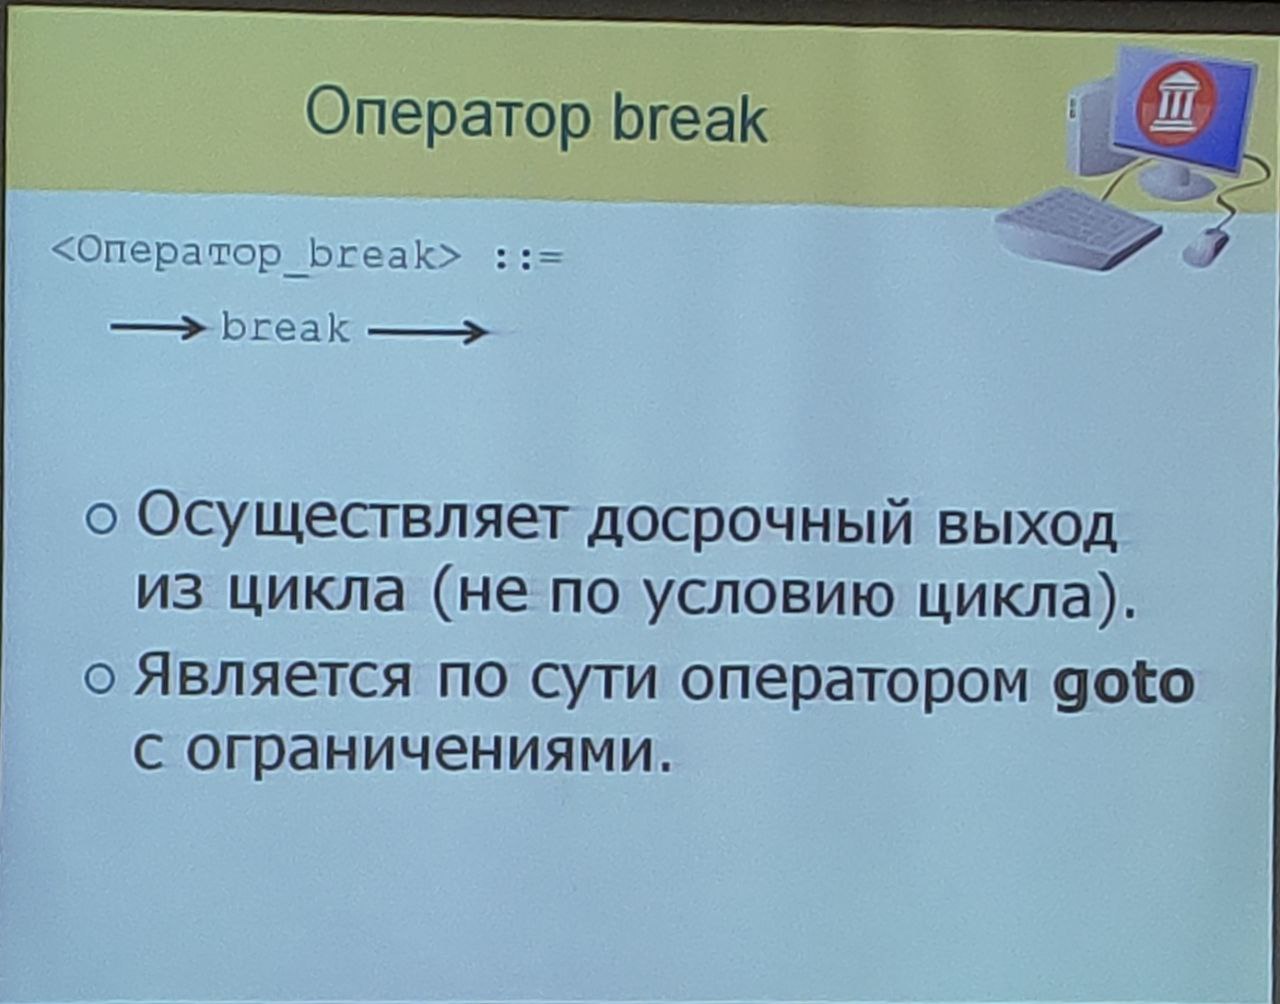 Оператор break
<Оператор_break> ::=
break
Осуществляет досрочный выход
из цикла (не по условию цикла).
Является по сути оператором goto
с ограничениями.